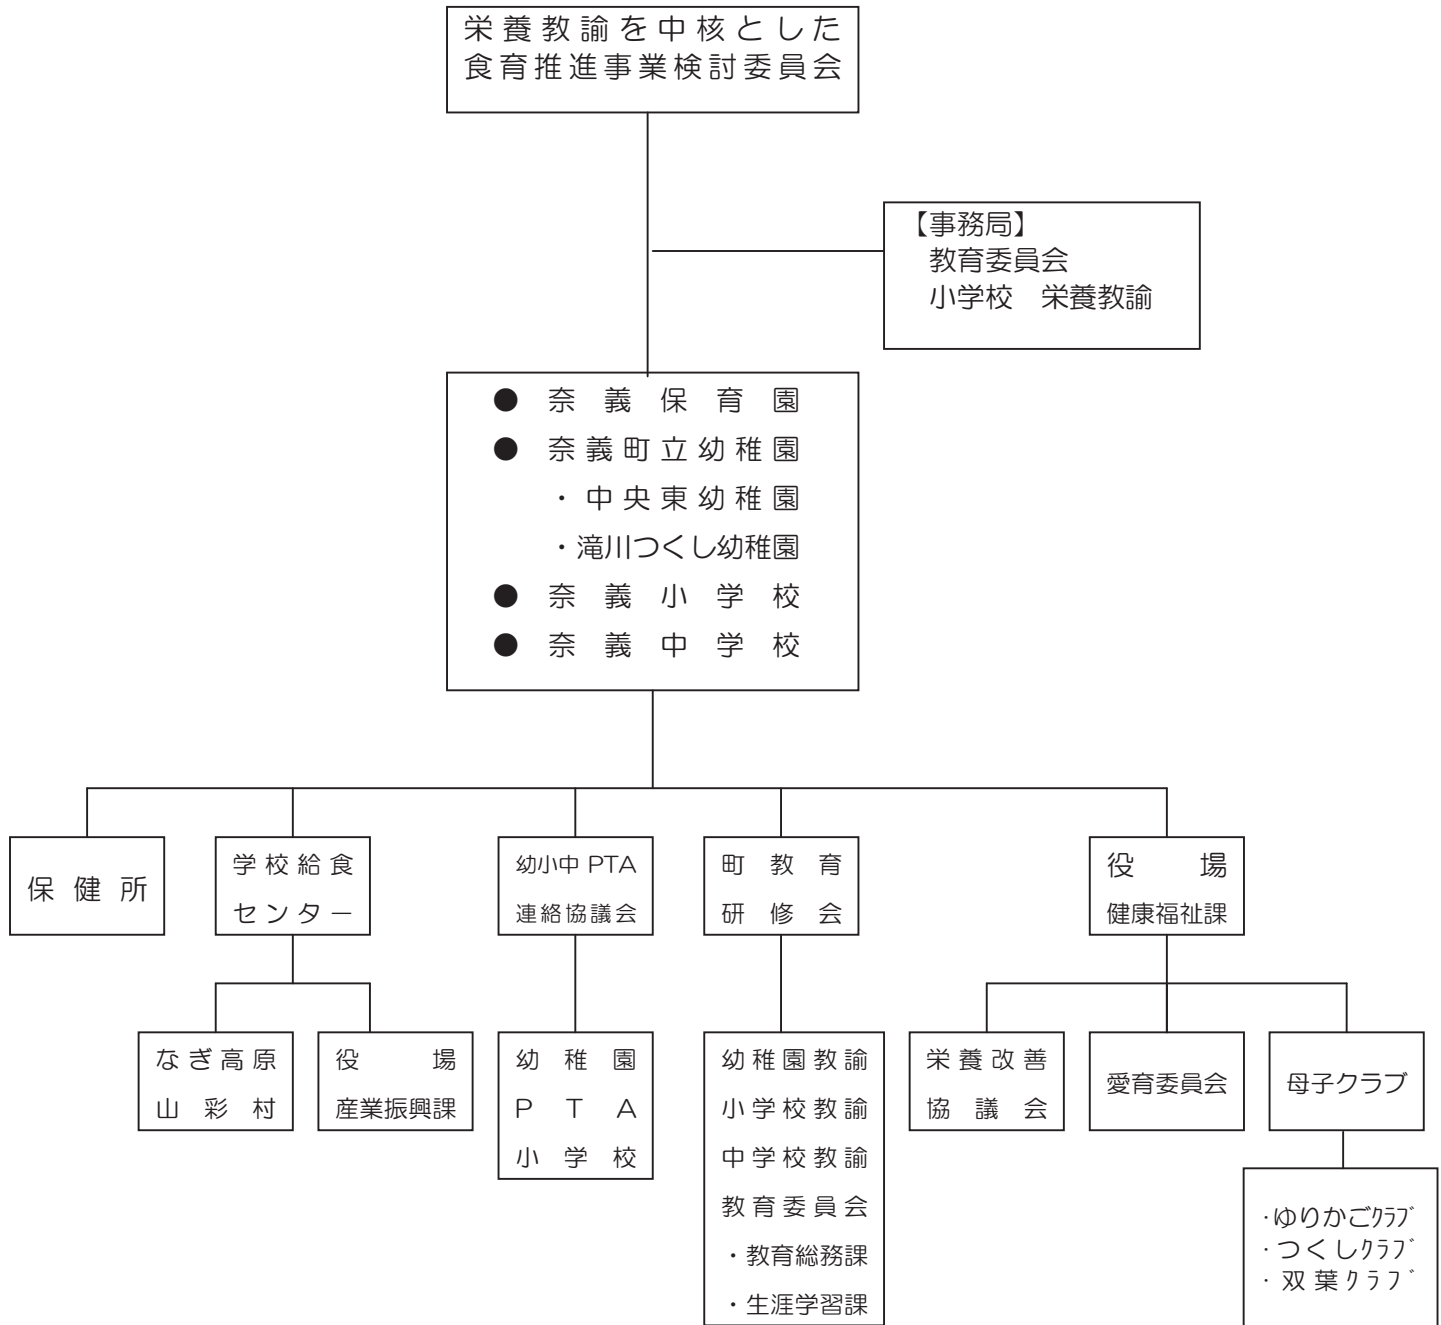 栄養教諭を中核とした
食育推進事業検討委員会
【事務局】
教育委員会
小学校　栄養教諭
● 奈義保育園
● 奈義町立幼稚園
・中央東幼稚園
・滝川つくし幼稚園
● 奈義小学校
● 奈義中学校
保健所
学校給食
センター
幼小中 PTA
連絡協議会
町教育
研修会
役場
健康福祉課
なぎ高原
山彩村
役場
産業振興課
幼稚園
PTA
小学校
幼稚園教諭
小学校教諭
中学校教諭
教育委員会
・教育総務課
・生涯学習課
栄養改善
協議会
愛育委員会
母子クラブ
・ゆりかごｸﾗﾌﾞ
・つくしｸﾗﾌﾞ
・双葉ｸﾗﾌﾞ